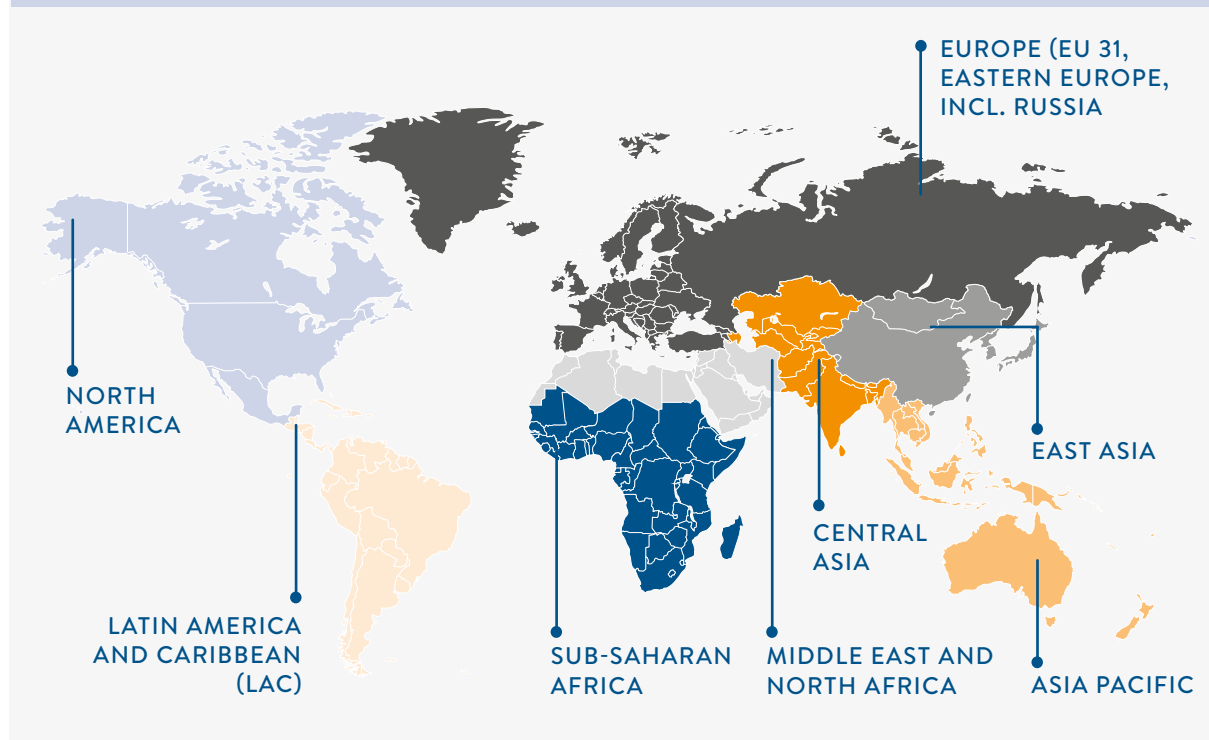 EUROPE (EU 31,
EASTERN EUROPE,
INCL. RUSSIA
NORTH
AMERICA
EAST ASIA
CENTRAL
ASIA
LATIN AMERICA
AND CARIBBEAN
(LAC)
SUB-SAHARAN
AFRICA
MIDDLE EAST AND
NORTH AFRICA
ASIA PACIFIC